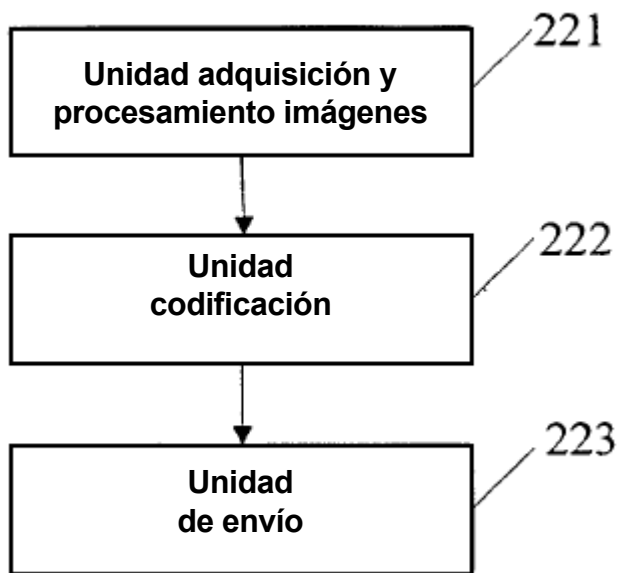 221
Unidad adquisición y
procesamiento imágenes
222
Unidad
codificación
223
Unidad
de envío